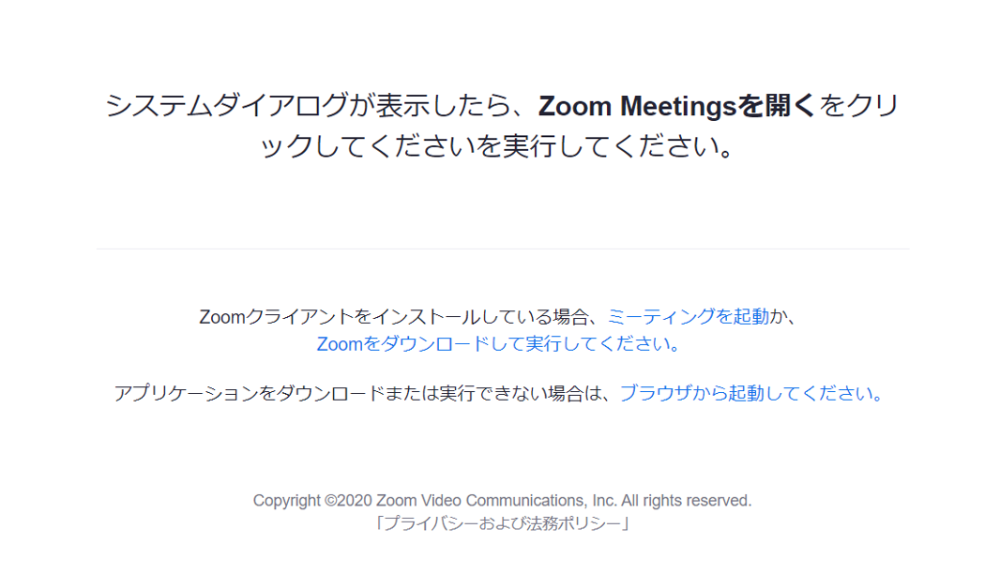 システムダイアログが表示したら、Zoom Meetingsを開くをクリ
ックしてくださいを実行してください。
Zoomクライアントをインストールしている場合、ミーティングを起動か、
Zoomをダウンロードして実行してください。
アプリケーションをダウンロードまたは実行できない場合は、ブラウザから起動してください。
Copyright ©2020 Zoom Video Communications, Inc. All rights reserved.
「プライバシーおよび法務ポリシー」